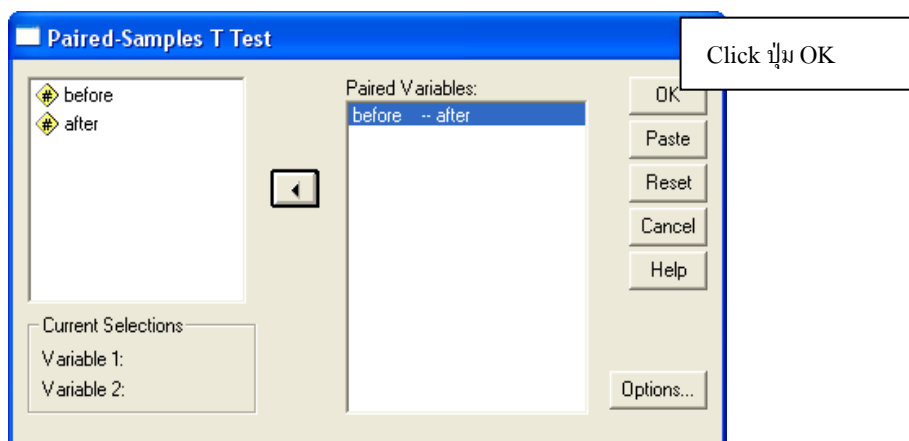 Paired-Samples T Test
Click ปุ่ม OK
before
after
Paired Variables:
before -- after
OK
Paste
Reset
Cancel
Help
Current Selections
Variable 1:
Variable 2:
Options...